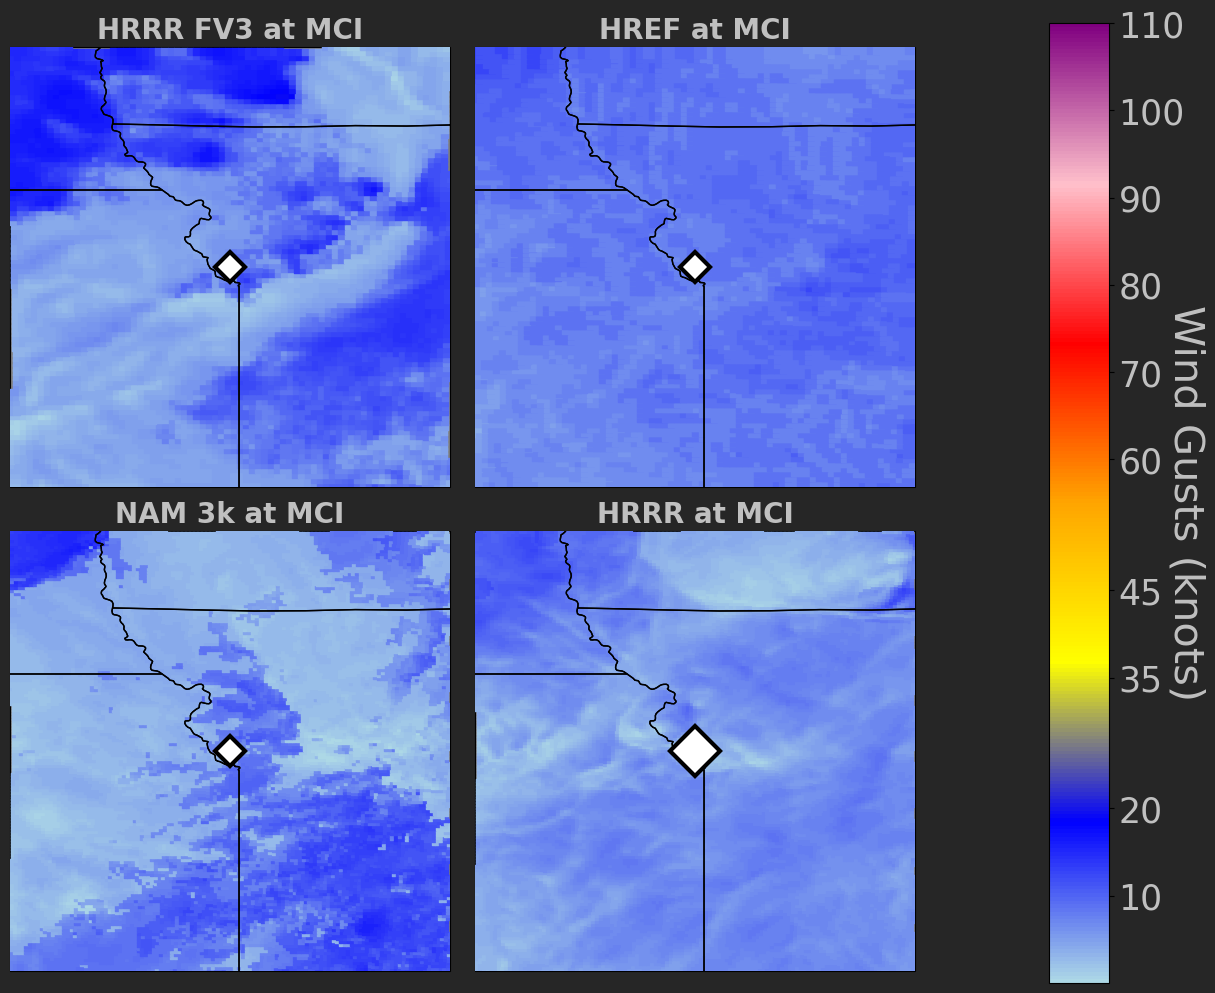 HRRR FV3 at MCI
HREF at MCI
NAM 3k at MCI
HRRR at MCI
110
100
90
80
70
60
45
35
20
10
Wind Gusts (knots)